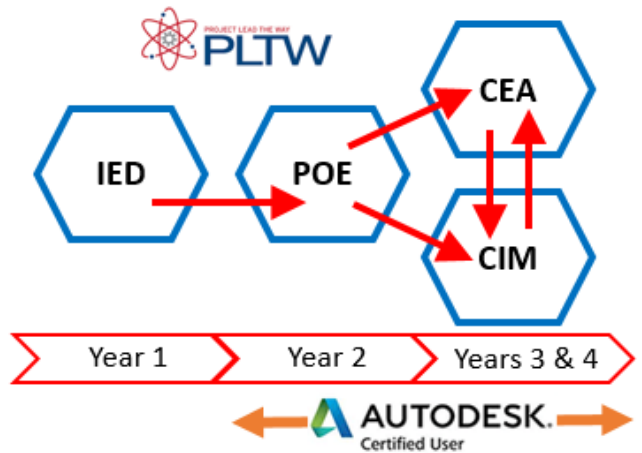 PROJECT LEAD THE WAY
PLTW
CEA
IED
POE
CIM
Year 1
Year 2
Years 3 & 4
AUTODESK.
Certified User